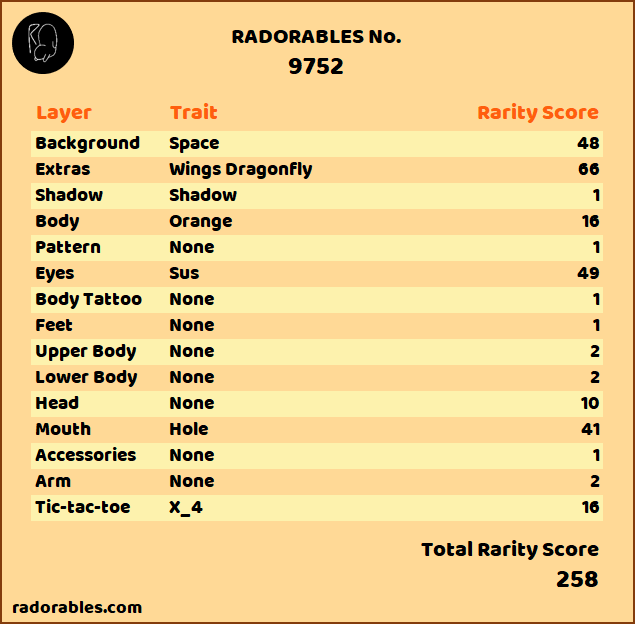 RADORABLES No.
9752
Layer Trait Rarity Score
Background Space 48
Extras Wings Dragonfly 66
Shadow Shadow 1
Body Orange 16
Pattern None 1
Eyes Sus 49
Body Tattoo None 1
Feet None 1
Upper Body None 2
Lower Body None 2
Head None 10
Mouth Hole 41
Accessories None 1
Arm None 2
Tic-tac-toe X_4 16
Total Rarity Score
258
radorables.com